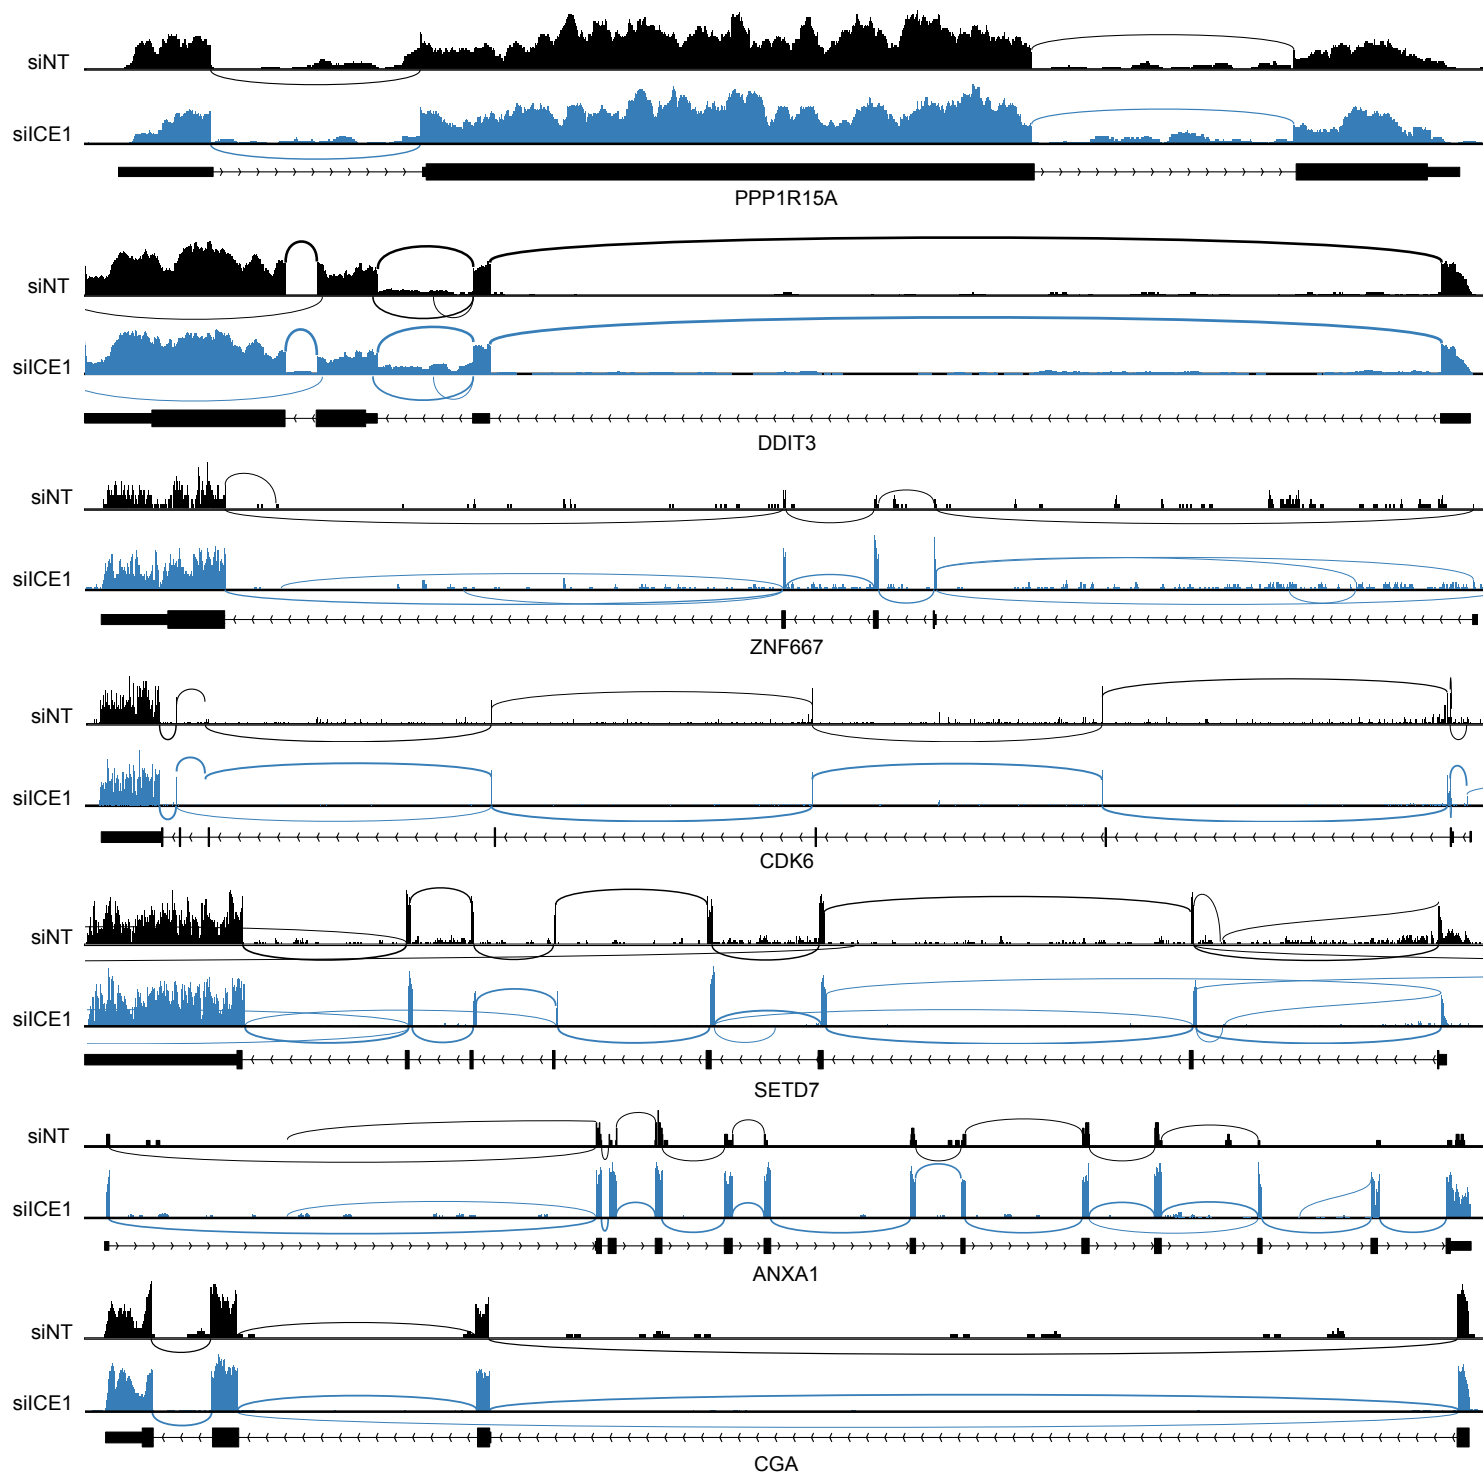 siNT
siICE1
PPP1R15A
siNT
siICE1
DDIT3
siNT
siICE1
ZNF667
siNT
siICE1
CDK6
siNT
siICE1
SETD7
siNT
siICE1
ANXA1
siNT
siICE1
CGA